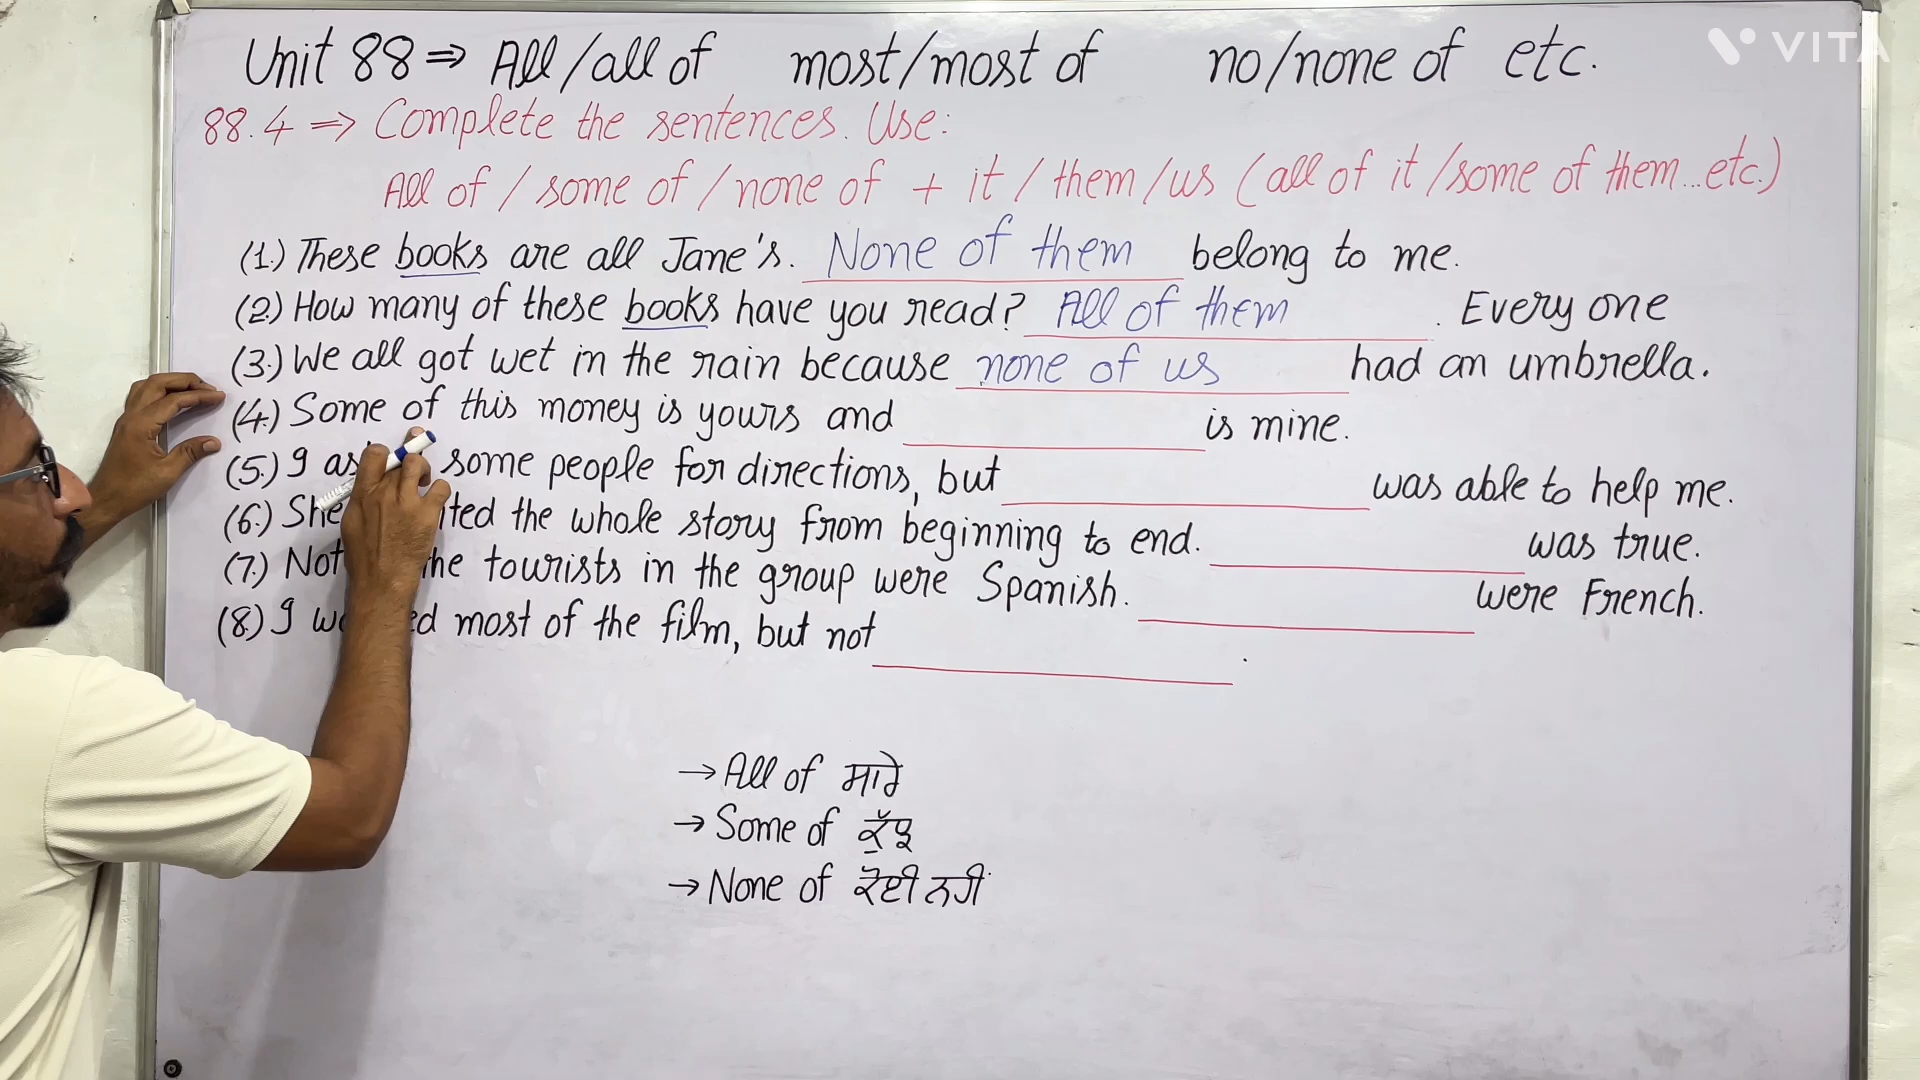 VITA
Unit 88 ⇒ All/all of most/most of no/none of etc.
88.4 ⇒ Complete the sentences. Use:
All of / some of / none of + it / them / us (all of it / some of them...etc.)
(1.) These books are all Jane's. None of them belong to me.
(2.) How many of these books have you read? All of them. Every one
(3.) We all got wet in the rain because none of us had an umbrella.
(4.) Some of this money is yours and ____ is mine.
(5.) I some people for directions, but ____ was able to help me.
(6.) She the whole story from beginning to end. ____ was true.
(7.) Not the tourists in the group were Spanish. ____ were French.
(8.) I most of the film, but not ____.
→ All of ਸਾਰੇ
→ Some of ਕੁੱਝ
→ None of ਕੋਈ ਨਹੀਂ